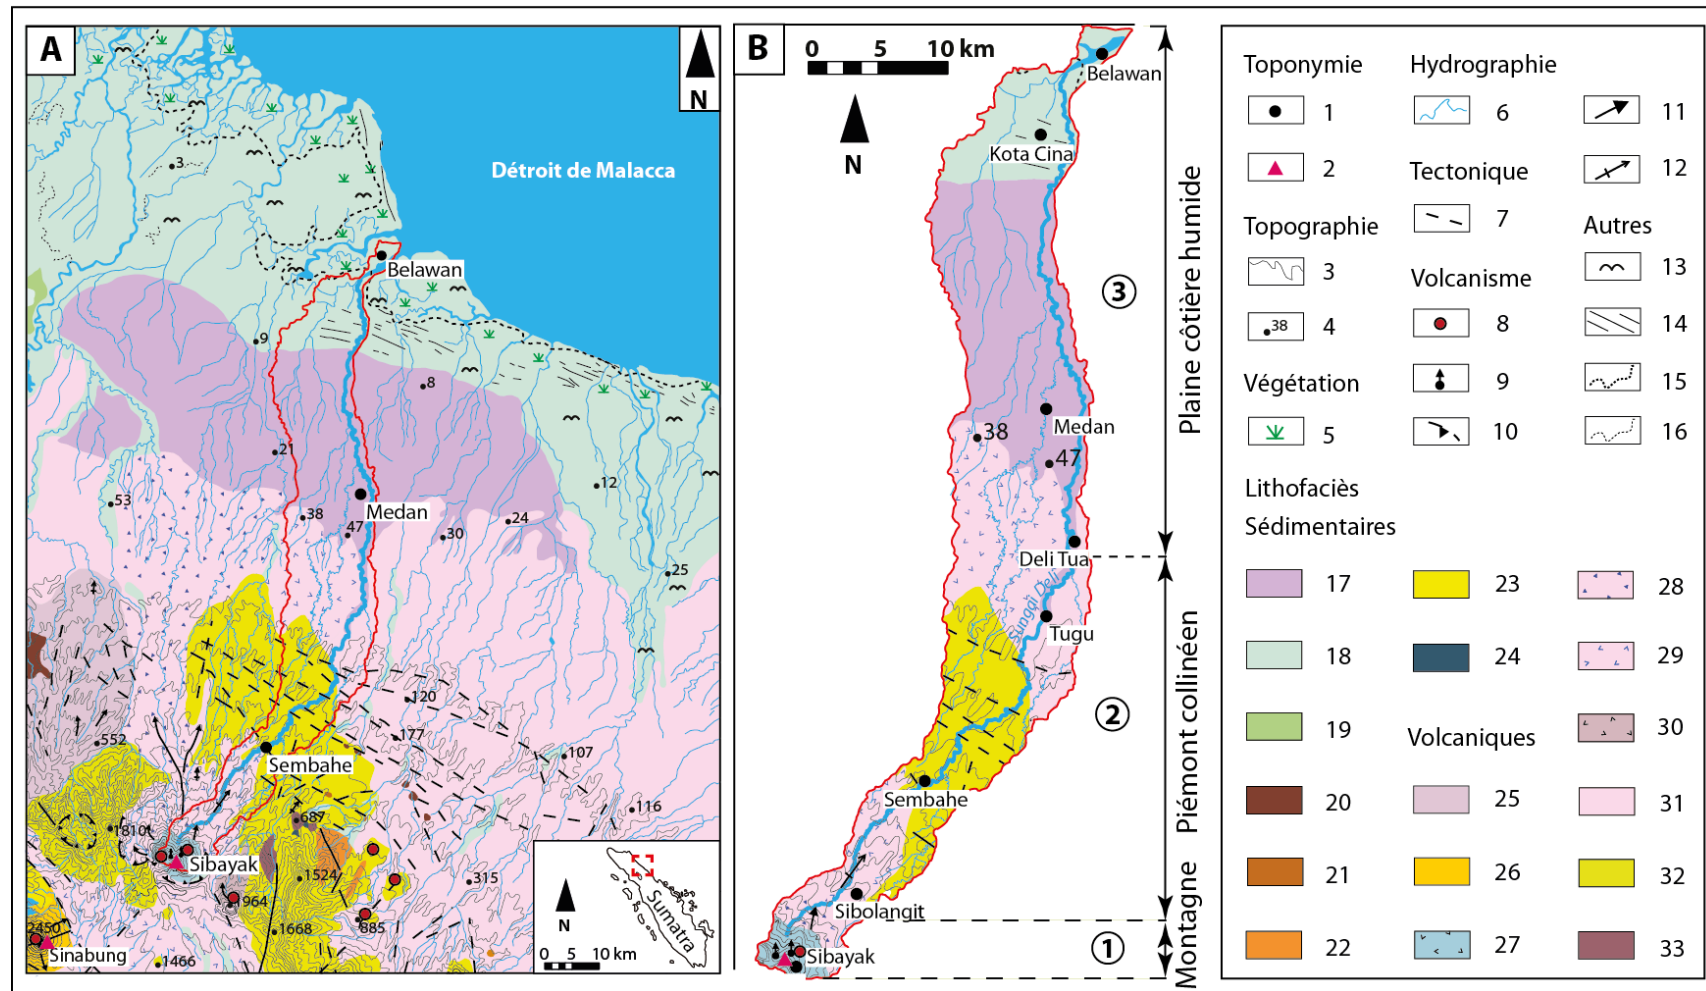 A
N
Détroit de Malacca
3
Belawan
9
8
21
Medan
53
38
47
30
24
12
25
120
177
552
107
Sembahe
116
687
1810
Sibayak
1524
315
1964
885
1668
2450
Sinabung
1466
N
0 5 10 km
Sumatra
B
0 5 10 km
N
Belawan
Kota Cina
Medan
38
47
Deli Tua
Sungai Deli
Tugu
Sembahe
Sibolangit
Sibayak
3
2
1
Plaine côtière humide
Piémont collinéen
Montagne
Toponymie
1
2
Topographie
3
38 4
Végétation
5
Hydrographie
6
Tectonique
7
Volcanisme
8
9
10
11
12
Autres
13
14
15
16
Lithofaciès
Sédimentaires
17
18
19
20
21
22
23
24
Volcaniques
25
26
27
28
29
30
31
32
33